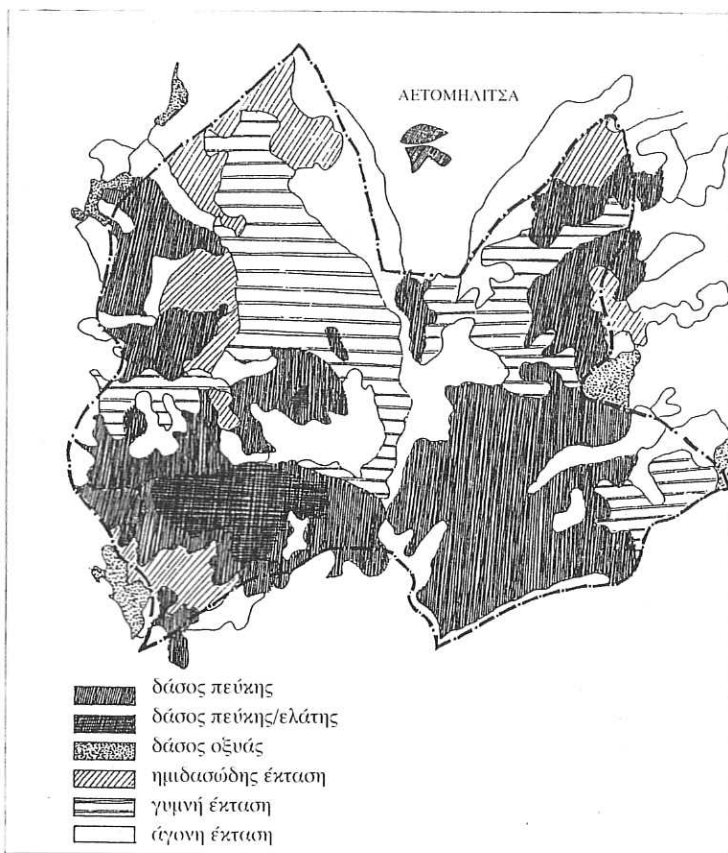 ΑΕΤΟΜΗΛΙΤΣΑ
δάσος πεύκης
δάσος πεύκης/ελάτης
δάσος οξυάς
ημιδασώδης έκταση
γυμνή έκταση
άγονη έκταση